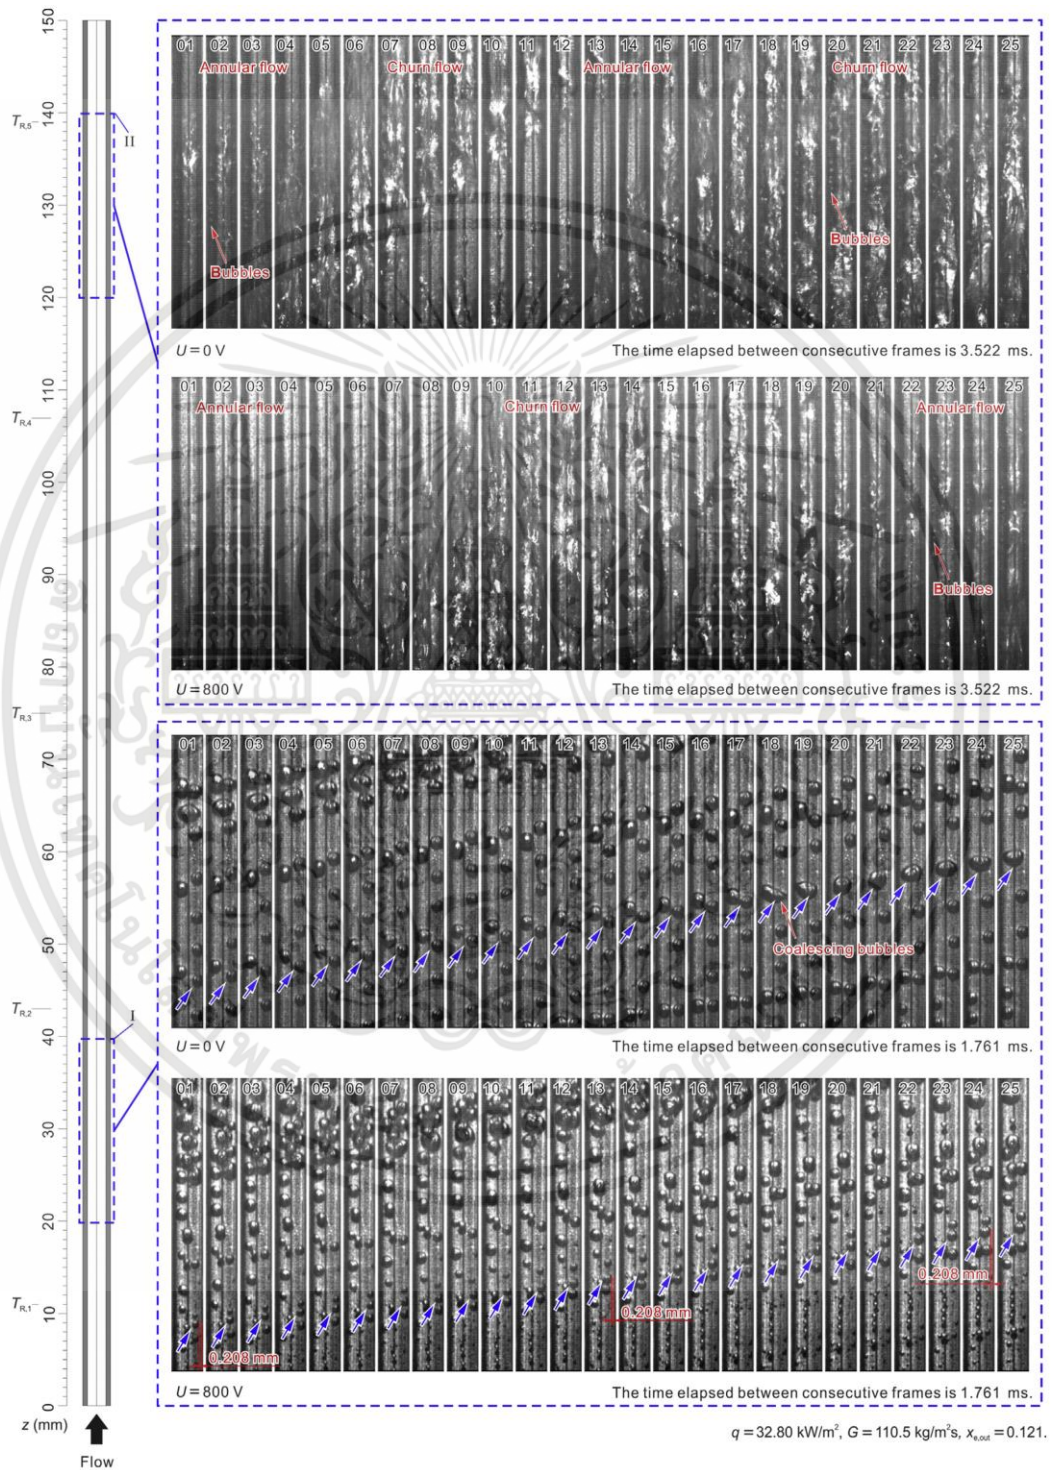 150
140
130
120
110
100
90
80
70
60
50
40
30
20
10
0
z (mm)
Flow
T_R,5
T_R,4
T_R,3
T_R,2
T_R,1
II
I
01 02 03 04 05 06 07 08 09 10 11 12 13 14 15 16 17 18 19 20 21 22 23 24 25
Annular flow Churn flow Annular flow Churn flow
Bubbles Bubbles
U = 0 V The time elapsed between consecutive frames is 3.522 ms.
01 02 03 04 05 06 07 08 09 10 11 12 13 14 15 16 17 18 19 20 21 22 23 24 25
Annular flow Churn flow Annular flow
Bubbles
U = 800 V The time elapsed between consecutive frames is 3.522 ms.
01 02 03 04 05 06 07 08 09 10 11 12 13 14 15 16 17 18 19 20 21 22 23 24 25
Coalescing bubbles
U = 0 V The time elapsed between consecutive frames is 1.761 ms.
01 02 03 04 05 06 07 08 09 10 11 12 13 14 15 16 17 18 19 20 21 22 23 24 25
0.208 mm
0.208 mm
0.208 mm
U = 800 V The time elapsed between consecutive frames is 1.761 ms.
q = 32.80 kW/m², G = 110.5 kg/m²s, x_e,out = 0.121.